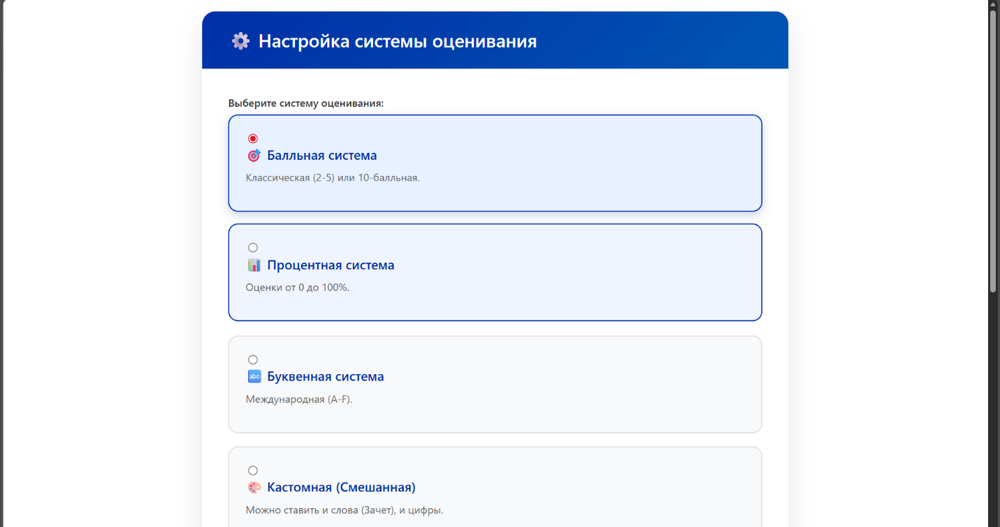 Настройка системы оценивания
Выберите систему оценивания:
Балльная система
Классическая (2-5) или 10-балльная.
Процентная система
Оценки от 0 до 100%.
abc
Буквенная система
Международная (A-F).
Кастомная (Смешанная)
Можно ставить и слова (Зачет), и цифры.